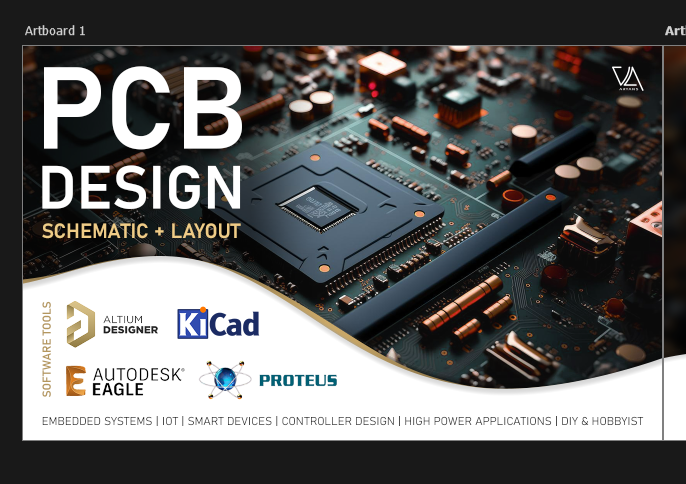 Artboard 1
Arti
PCB
DESIGN
SCHEMATIC + LAYOUT
SOFTWARE TOOLS
ALTIUM
DESIGNER
KiCad
AUTODESK®
EAGLE
PROTEUS
EMBEDDED SYSTEMS | IOT | SMART DEVICES | CONTROLLER DESIGN | HIGH POWER APPLICATIONS | DIY & HOBBYIST